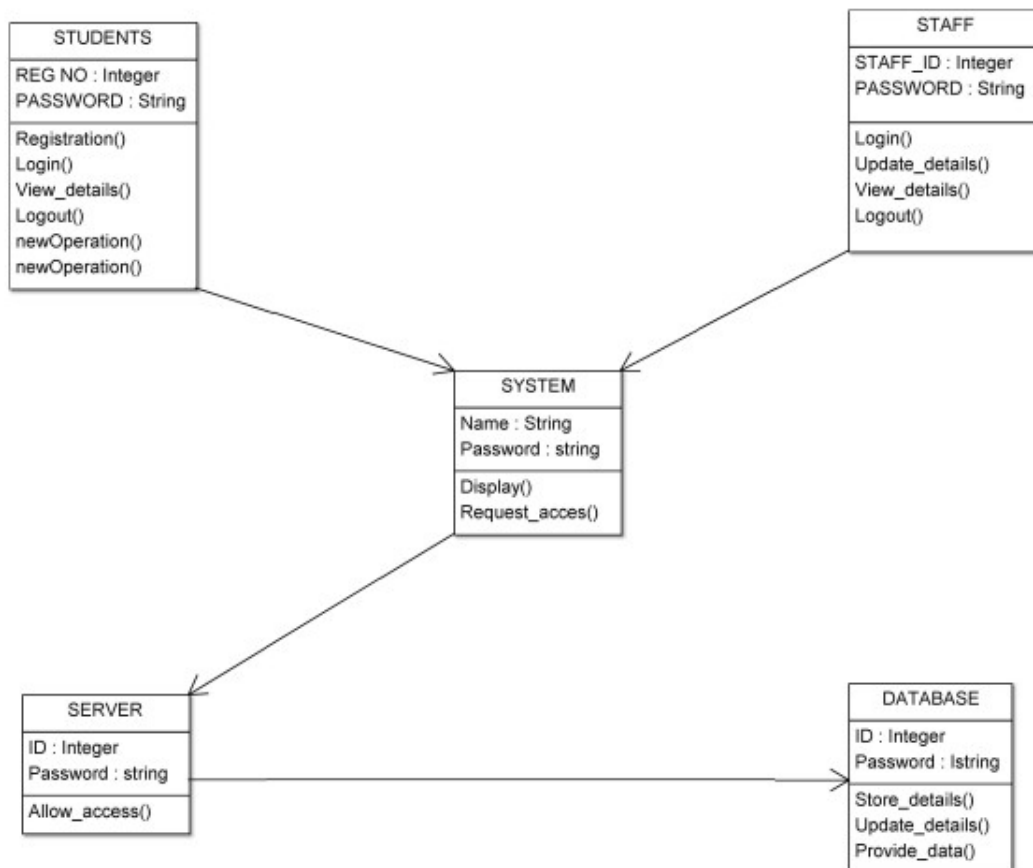 STUDENTS
REG NO : Integer
PASSWORD : String
Registration()
Login()
View_details()
Logout()
newOperation()
newOperation()
STAFF
STAFF_ID : Integer
PASSWORD : String
Login()
Update_details()
View_details()
Logout()
SYSTEM
Name : String
Password : string
Display()
Request_acces()
SERVER
ID : Integer
Password : string
Allow_access()
DATABASE
ID : Integer
Password : Istring
Store_details()
Update_details()
Provide_data()